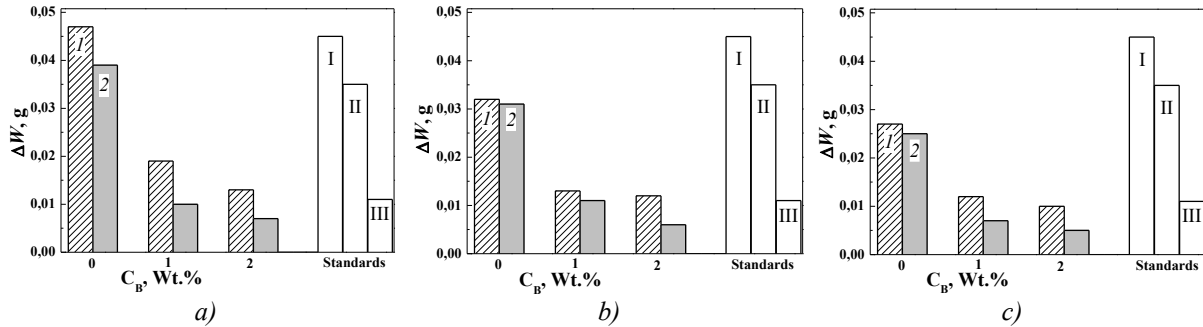 0,05
0,04
0,03
0,02
0,01
0,00
ΔW, g
1
2
I
II
III
0
1
2
Standards
C_B, Wt.%
a)
0,05
0,04
0,03
0,02
0,01
0,00
ΔW, g
1
2
I
II
III
0
1
2
Standards
C_B, Wt.%
b)
0,05
0,04
0,03
0,02
0,01
0,00
ΔW, g
1
2
I
II
III
0
1
2
Standards
C_B, Wt.%
c)